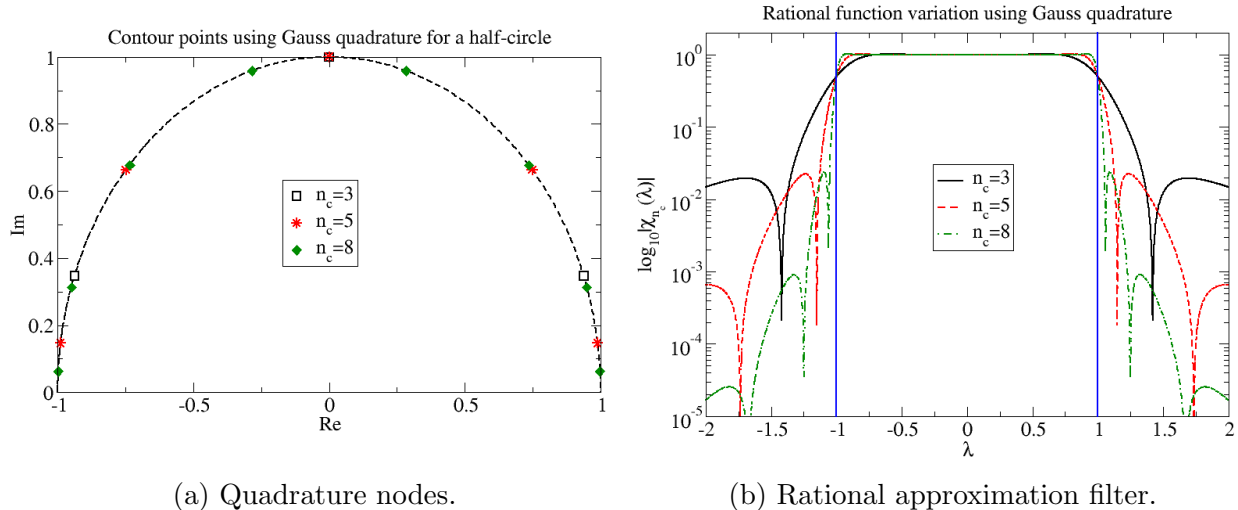 Contour points using Gauss quadrature for a half-circle
Im
1
0.8
0.6
0.4
0.2
0
n_c=3
n_c=5
n_c=8
-1
-0.5
0
0.5
1
Re
(a) Quadrature nodes.
Rational function variation using Gauss quadrature
log_10|χ_{n_c}(λ)|
10^0
10^-1
10^-2
10^-3
10^-4
10^-5
n_c=3
n_c=5
n_c=8
-2
-1.5
-1
-0.5
0
0.5
1
1.5
2
λ
(b) Rational approximation filter.